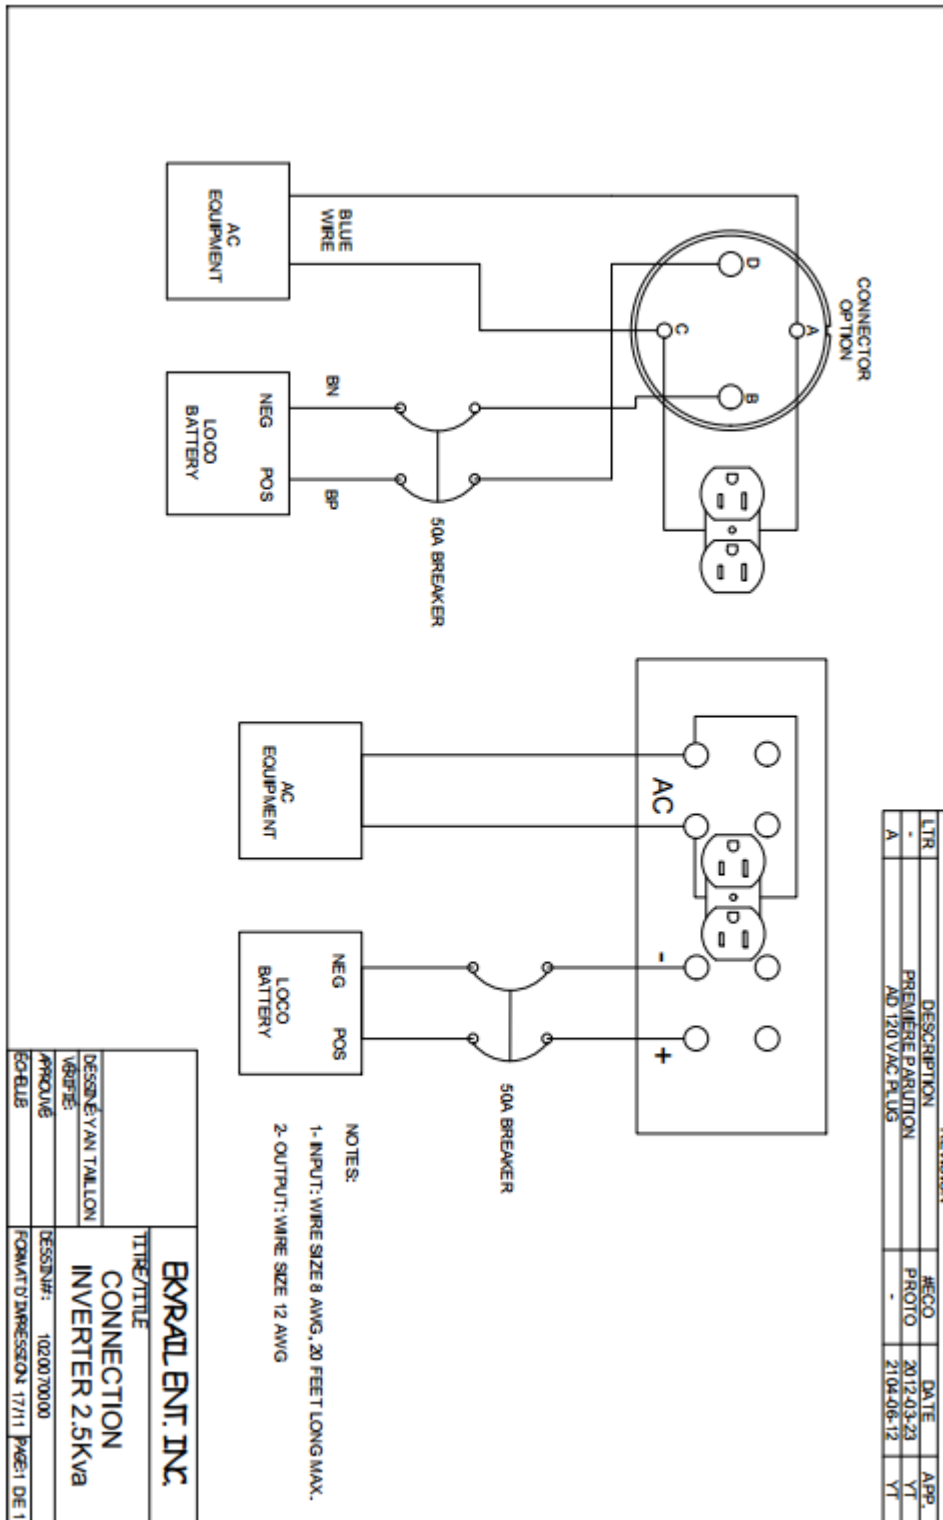 LTR DESCRIPTION #ECO DATE APP.
- PREMIÈRE PARUTION PROTO 2012-03-23 YT
A AD 120 VAC PLUG - 2104-06-12 YT
CONNECTOR
OPTION
A
B
C
D
BLUE
WIRE
AC
EQUIPMENT
BN
BP
NEG
POS
LOCO
BATTERY
50A BREAKER
AC
-
+
AC
EQUIPMENT
NEG
POS
LOCO
BATTERY
50A BREAKER
NOTES:
1- INPUT: WIRE SIZE 8 AWG, 20 FEET LONG MAX.
2- OUTPUT: WIRE SIZE 12 AWG
EKYRAIL ENT. INC.
TITRE/TITLE
CONNECTION
INVERTER 2.5Kva
DESSINÉ: YAN TAILLON
VÉRIFIÉ:
APPROUVÉ
ÉCHELLE
DESSIN#: 1020070000
FORMAT D'IMPRESSION: 17/11 PAGE:1 DE 1